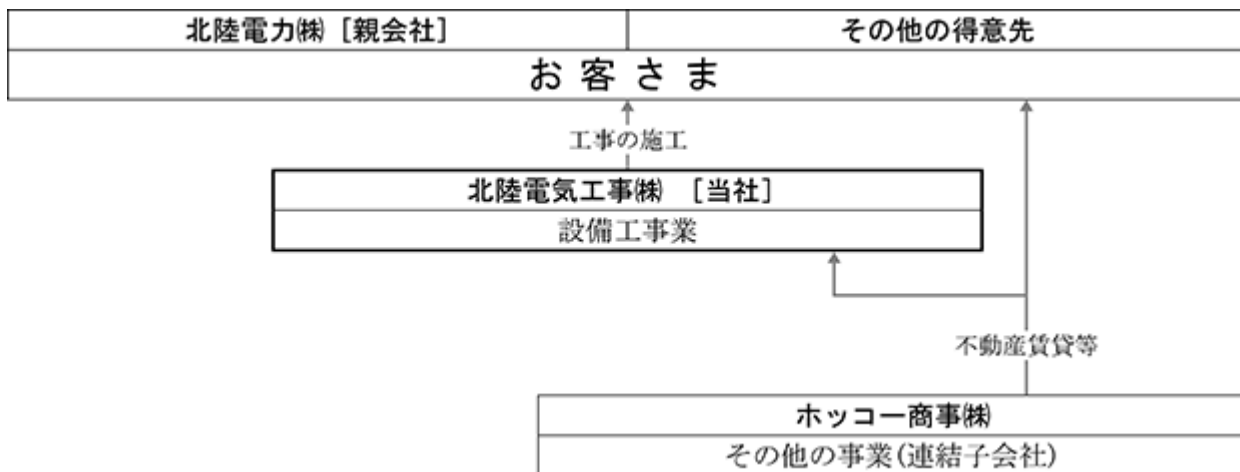 北陸電力㈱［親会社］
その他の得意先
お客さま
工事の施工
北陸電気工事㈱ ［当社］
設備工事業
不動産賃貸等
ホッコー商事㈱
その他の事業(連結子会社)